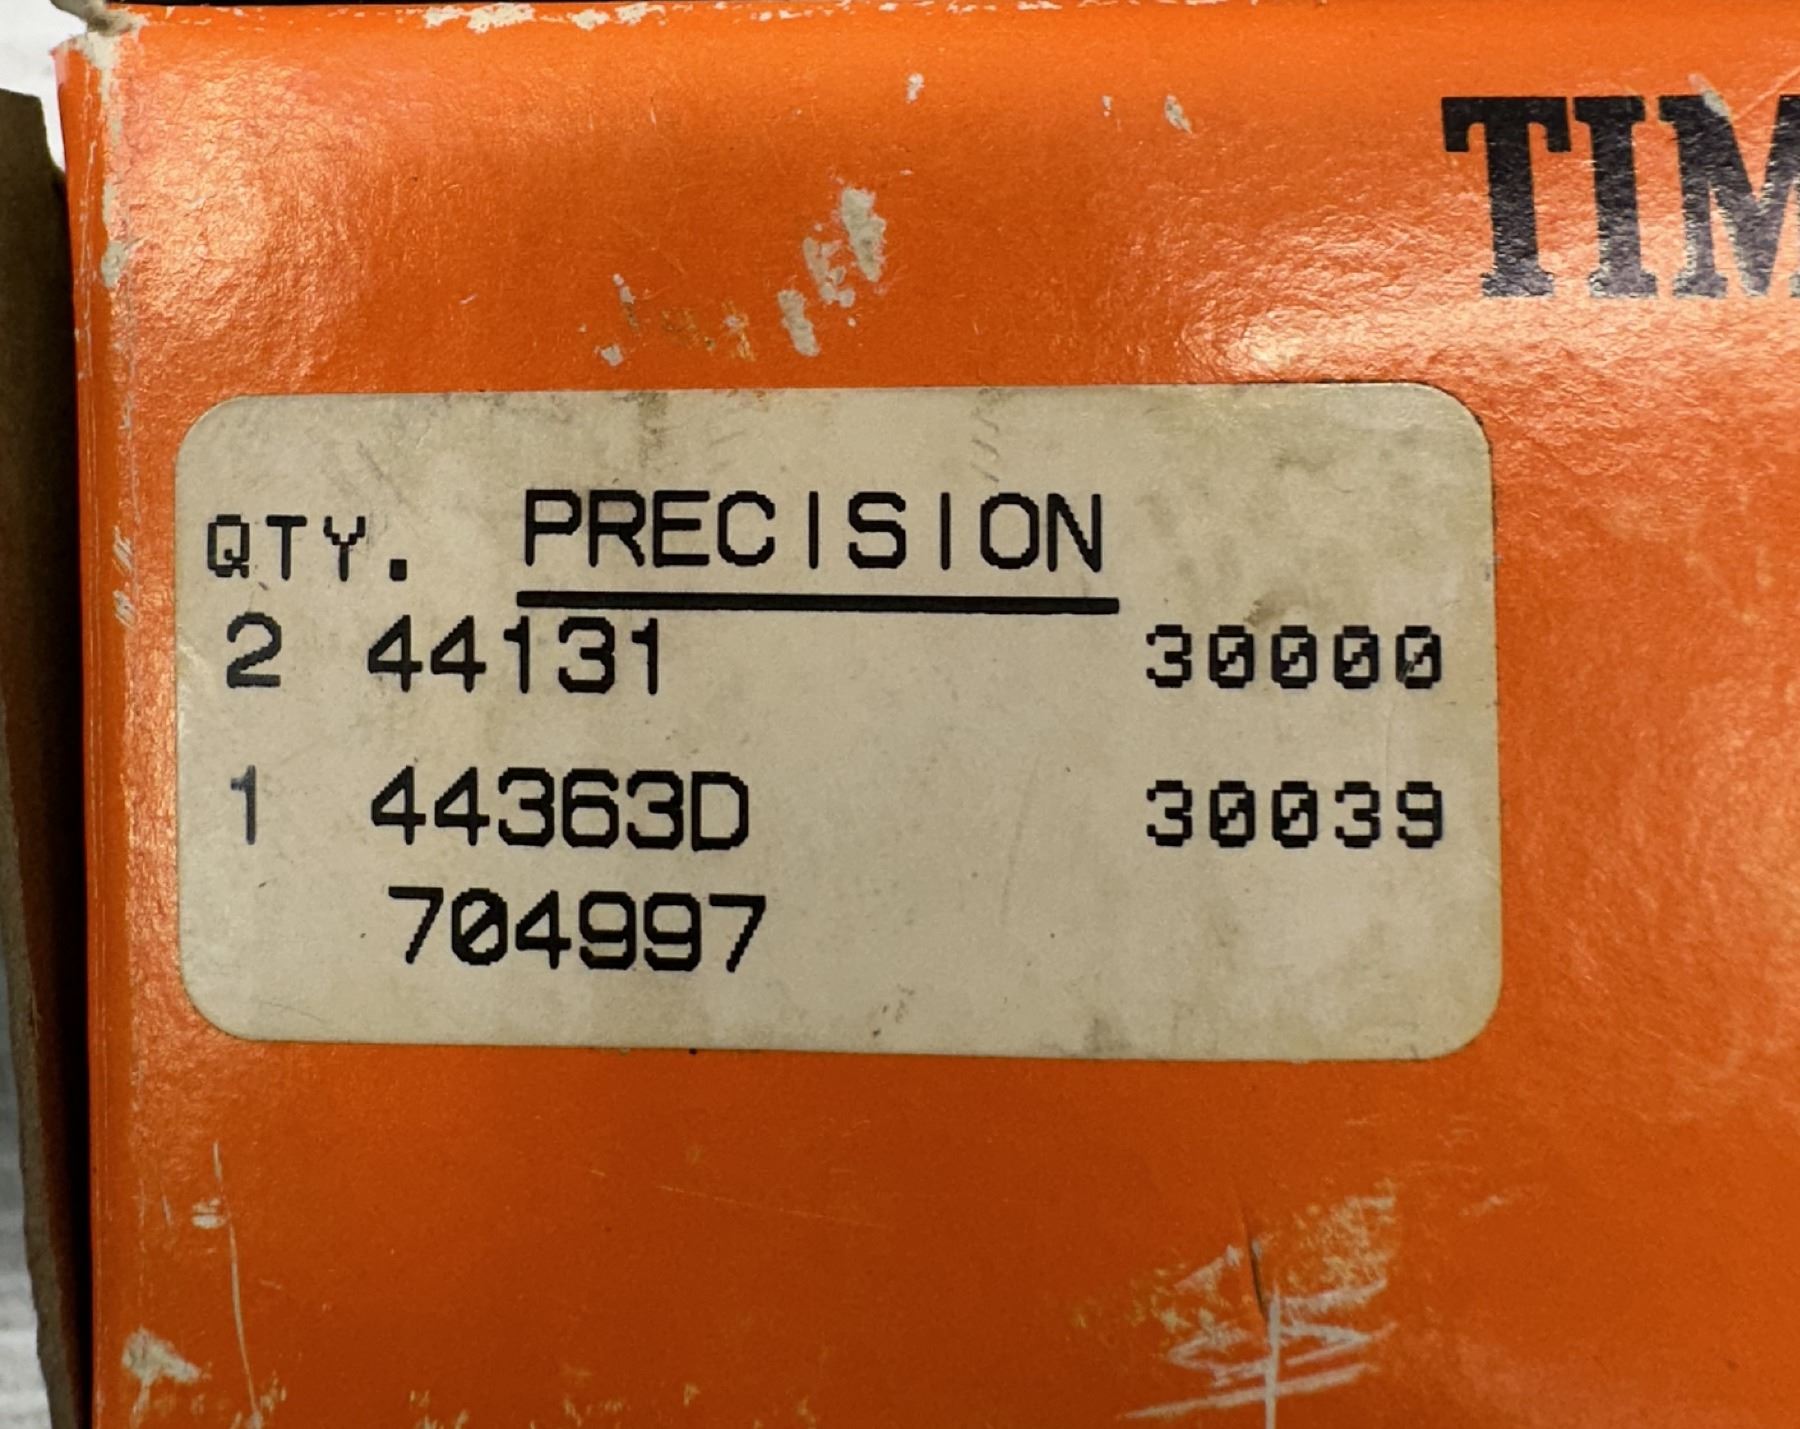 TIM
QTY. PRECISION
2 44131 30000
1 44363D 30039
704997